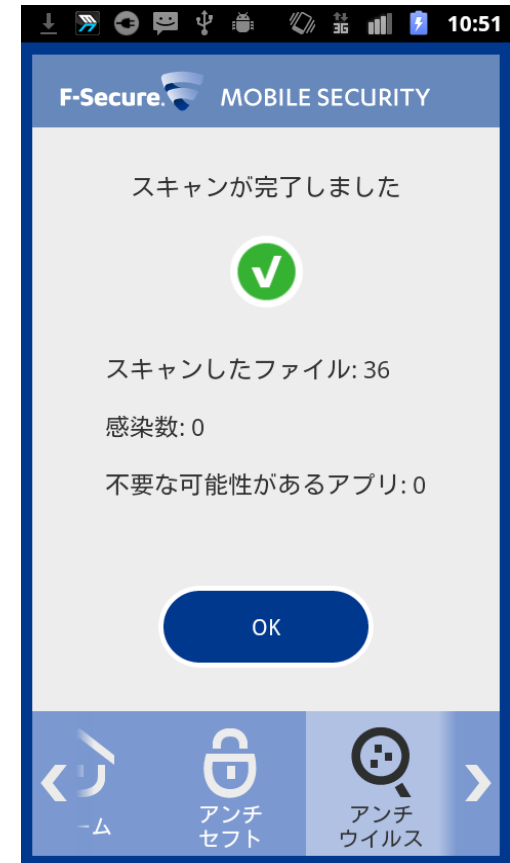 3G
10:51
F-Secure. MOBILE SECURITY
スキャンが完了しました
スキャンしたファイル: 36
感染数: 0
不要な可能性があるアプリ: 0
OK
ーム
アンチ
セフト
アンチ
ウイルス